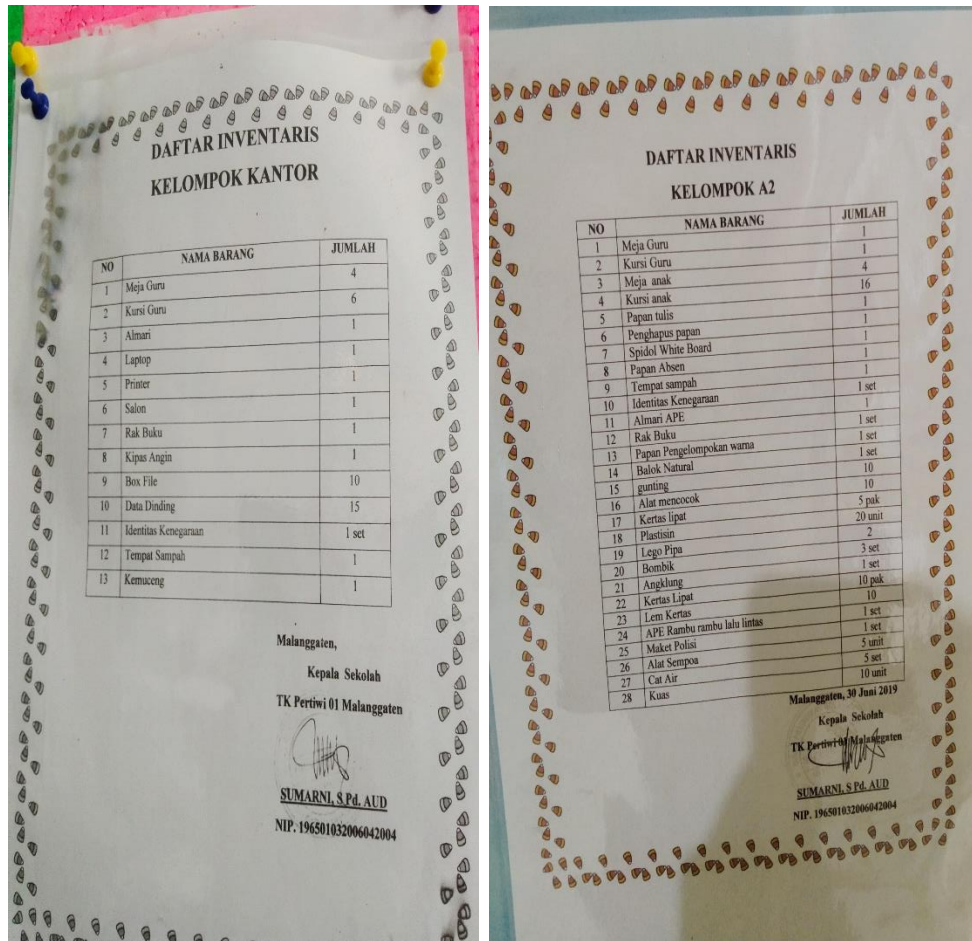 DAFTAR INVENTARIS
KELOMPOK KANTOR
NO NAMA BARANG JUMLAH
1 Meja Guru 4
2 Kursi Guru 6
3 Almari 1
4 Laptop 1
5 Printer 1
6 Salon 1
7 Rak Buku 1
8 Kipas Angin 1
9 Box File 10
10 Data Dinding 15
11 Identitas Kenegaraan 1 set
12 Tempat Sampah 1
13 Kemuceng 1
Malanggaten,
Kepala Sekolah
TK Pertiwi 01 Malanggaten
SUMARNI, S.Pd. AUD
NIP. 196501032006042004
DAFTAR INVENTARIS
KELOMPOK A2
NO NAMA BARANG JUMLAH
1 Meja Guru 1
2 Kursi Guru 1
3 Meja anak 4
4 Kursi anak 16
5 Papan tulis 1
6 Penghapus papan 1
7 Spidol White Board 1
8 Papan Absen 1
9 Tempat sampah 1
10 Identitas Kenegaraan 1 set
11 Almari APE 1
12 Rak Buku 1 set
13 Papan Pengelompokan warna 1 set
14 Balok Natural 1 set
15 gunting 10
16 Alat mencocok 10
17 Kertas lipat 5 pak
18 Plastisin 20 unit
19 Lego Pipa 2
20 Bombik 3 set
21 Angklung 1 set
22 Kertas Lipat 10 pak
23 Lem Kertas 10
24 APE Rambu rambu lalu lintas 1 set
25 Maket Polisi 1 set
26 Alat Sempoa 5 unit
27 Cat Air 5 set
28 Kuas 10 unit
Malanggaten, 30 Juni 2019
Kepala Sekolah
TK Pertiwi 01 Malanggaten
SUMARNI, S.Pd. AUD
NIP. 196501032006042004